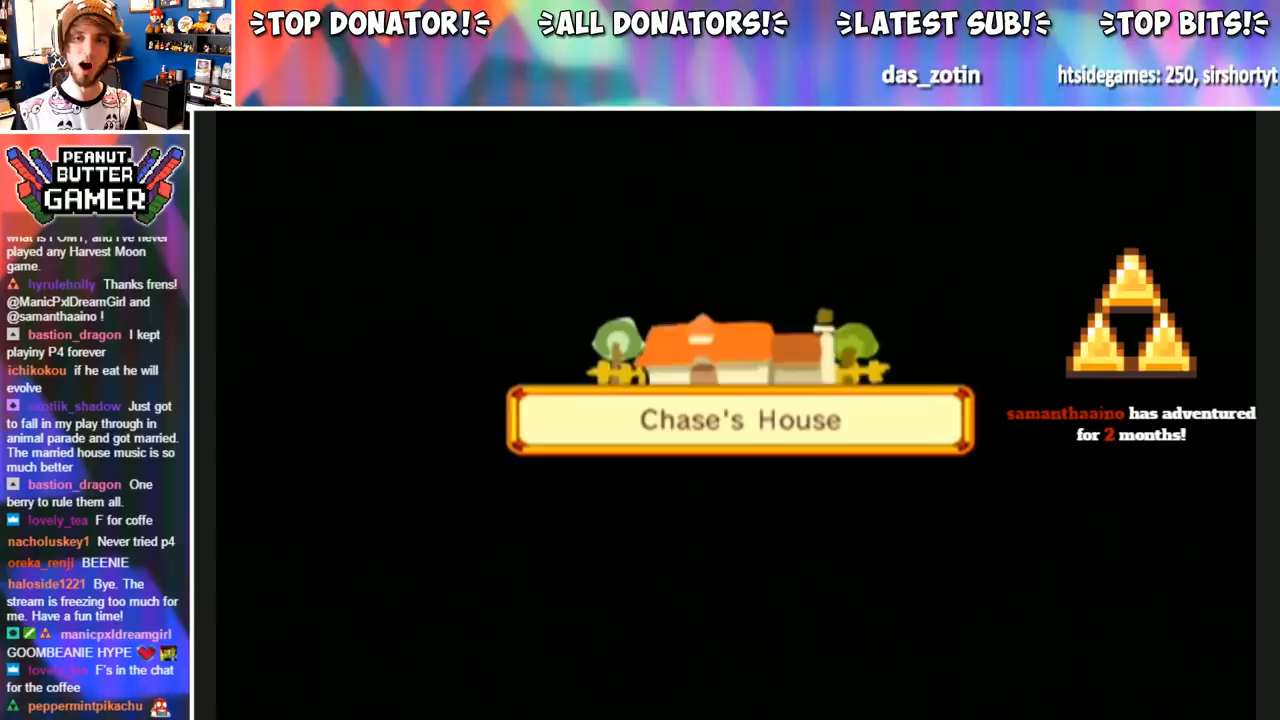 TOP DONATOR!
ALL DONATORS!
LATEST SUB!
TOP BITS!
das_zotin
htsidegames: 250, sirshortyt
PEANUT
BUTTER
GAMER
played any Harvest Moon
game.
hyruleholly Thanks frens!
@ManicPxlDreamGirl and
@samanthaaino !
bastion_dragon I kept
playiny P4 forever
ichikokou if he eat he will
evolve
Just got
to fall in my play through in
animal parade and got married.
The married house music is so
much better
bastion_dragon One
berry to rule them all.
lovely_tea F for coffe
nacholuskey1 Never tried p4
oreka_renji BEENIE
haloside1221 Bye. The
stream is freezing too much for
me. Have a fun time!
manicpxldreamgirl
GOOMBEANIE HYPE
lovely_tea F's in the chat
for the coffee
peppermintpikachu
Chase's House
samanthaaino has adventured
for 2 months!